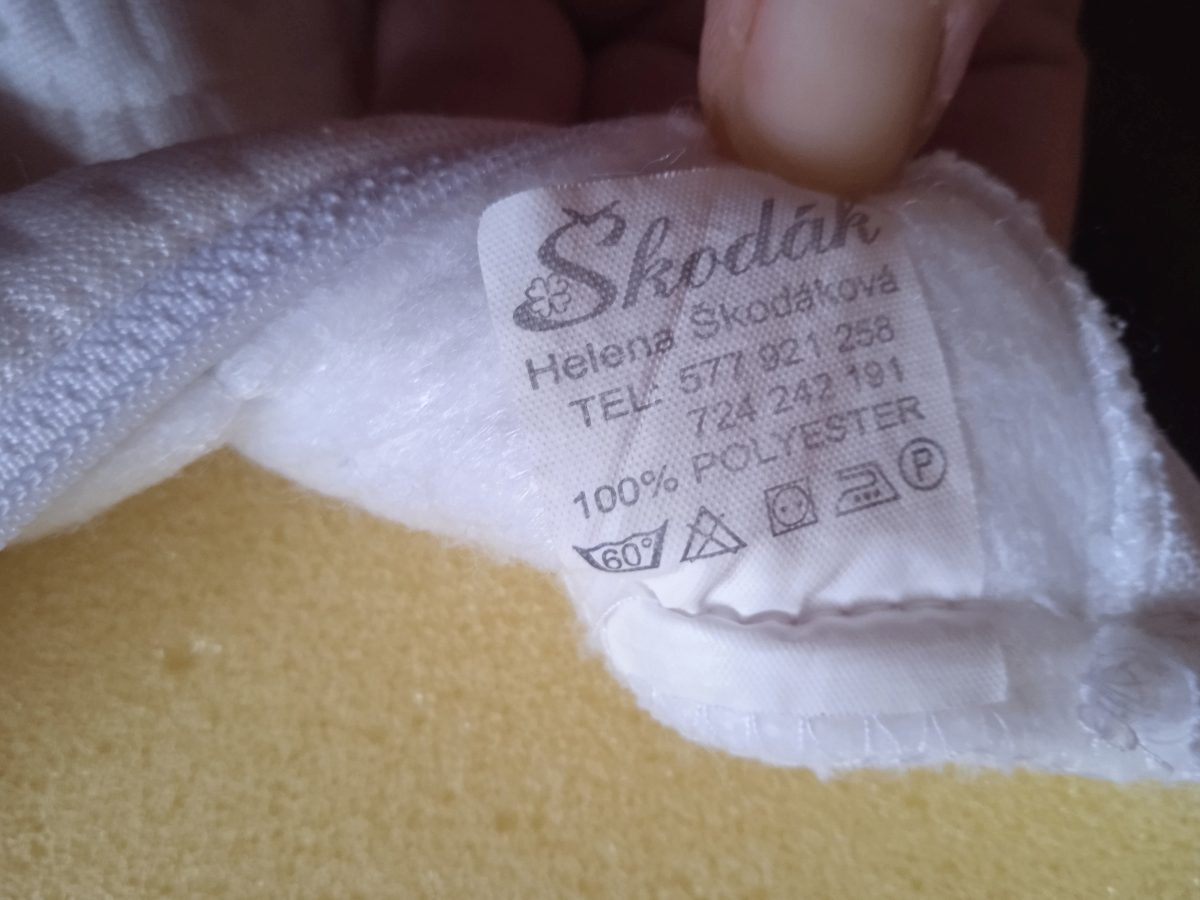 Škodák
Helena Škodáková
TEL. 577 921 258
724 242 191
100% POLYESTER
60° P